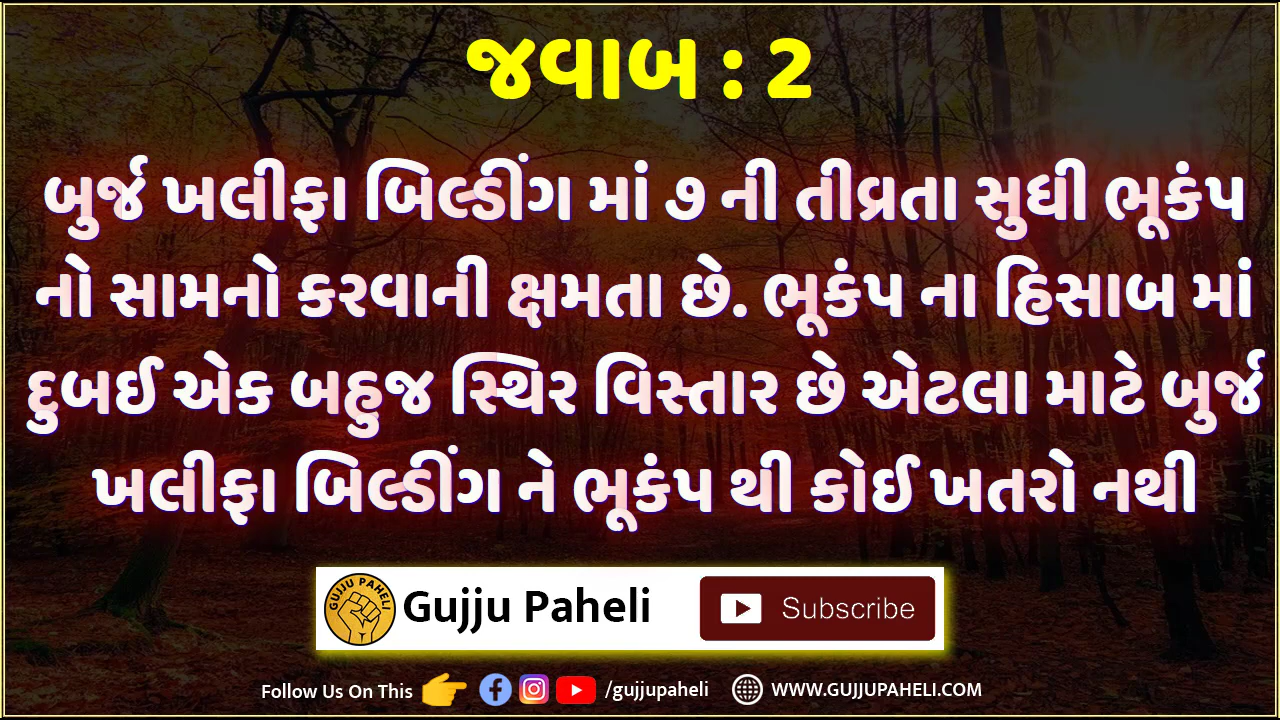 જવાબ : 2
બુર્જ ખલીફા બિલ્ડીંગ માં ૭ ની તીવ્રતા સુધી ભૂકંપ
નો સામનો કરવાની ક્ષમતા છે. ભૂકંપ ના હિસાબ માં
દુબઈ એક બહુજ સ્થિર વિસ્તાર છે એટલા માટે બુર્જ
ખલીફા બિલ્ડીંગ ને ભૂકંપ થી કોઈ ખતરો નથી
GUJJU PAHELI
Gujju Paheli
Subscribe
Follow Us On This /gujjupaheli WWW.GUJJUPAHELI.COM